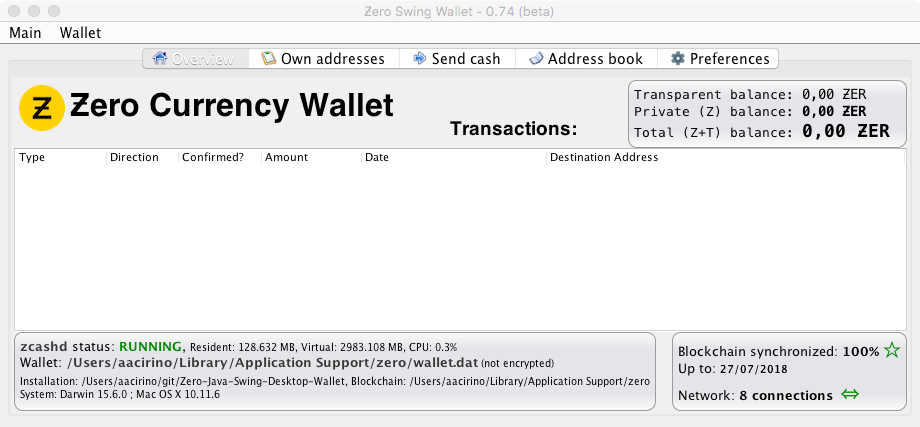 Ƶero Swing Wallet - 0.74 (beta)
Main Wallet
Overview Own addresses Send cash Address book Preferences
Ƶ Ƶero Currency Wallet
Transactions:
Transparent balance: 0,00 ƵER
Private (Z) balance: 0,00 ƵER
Total (Z+T) balance: 0,00 ƵER
Type Direction Confirmed? Amount Date Destination Address
zcashd status: RUNNING, Resident: 128.632 MB, Virtual: 2983.108 MB, CPU: 0.3%
Wallet: /Users/aacirino/Library/Application Support/zero/wallet.dat (not encrypted)
Installation: /Users/aacirino/git/Zero-Java-Swing-Desktop-Wallet, Blockchain: /Users/aacirino/Library/Application Support/zero
System: Darwin 15.6.0 ; Mac OS X 10.11.6
Blockchain synchronized: 100%
Up to: 27/07/2018
Network: 8 connections